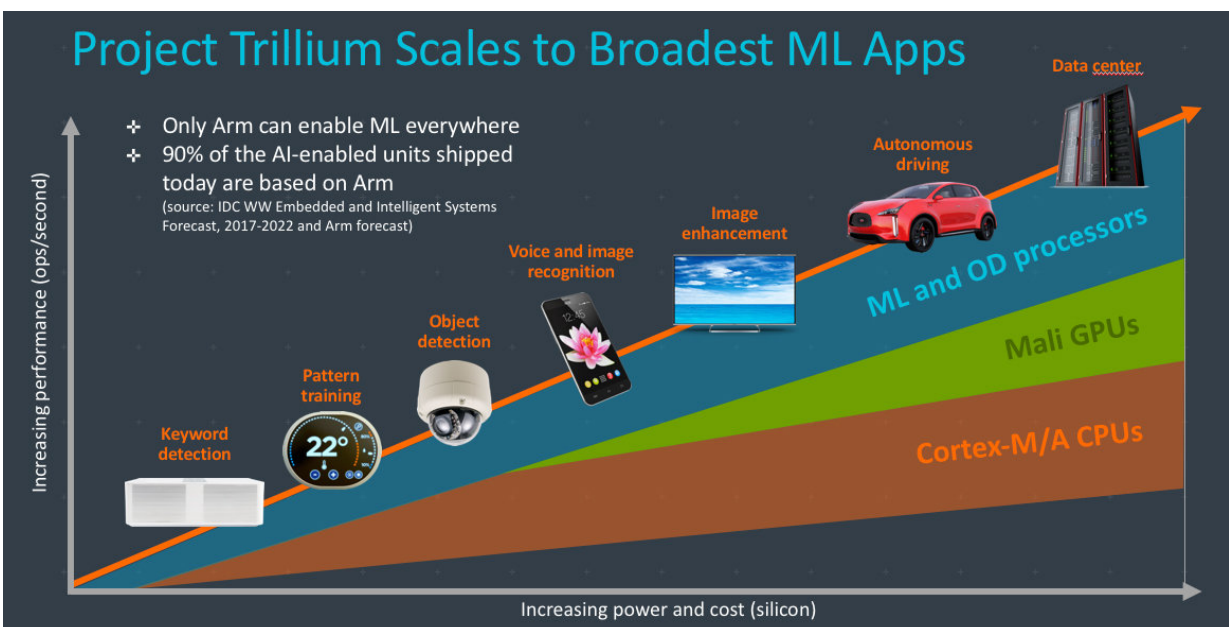 Project Trillium Scales to Broadest ML Apps
Only Arm can enable ML everywhere
90% of the AI-enabled units shipped
today are based on Arm
(source: IDC WW Embedded and Intelligent Systems
Forecast, 2017-2022 and Arm forecast)
Increasing performance (ops/second)
Keyword
detection
Pattern
training
22°
Object
detection
Voice and image
recognition
12:45
Image
enhancement
Autonomous
driving
Data center
ML and OD processors
Mali GPUs
Cortex-M/A CPUs
Increasing power and cost (silicon)